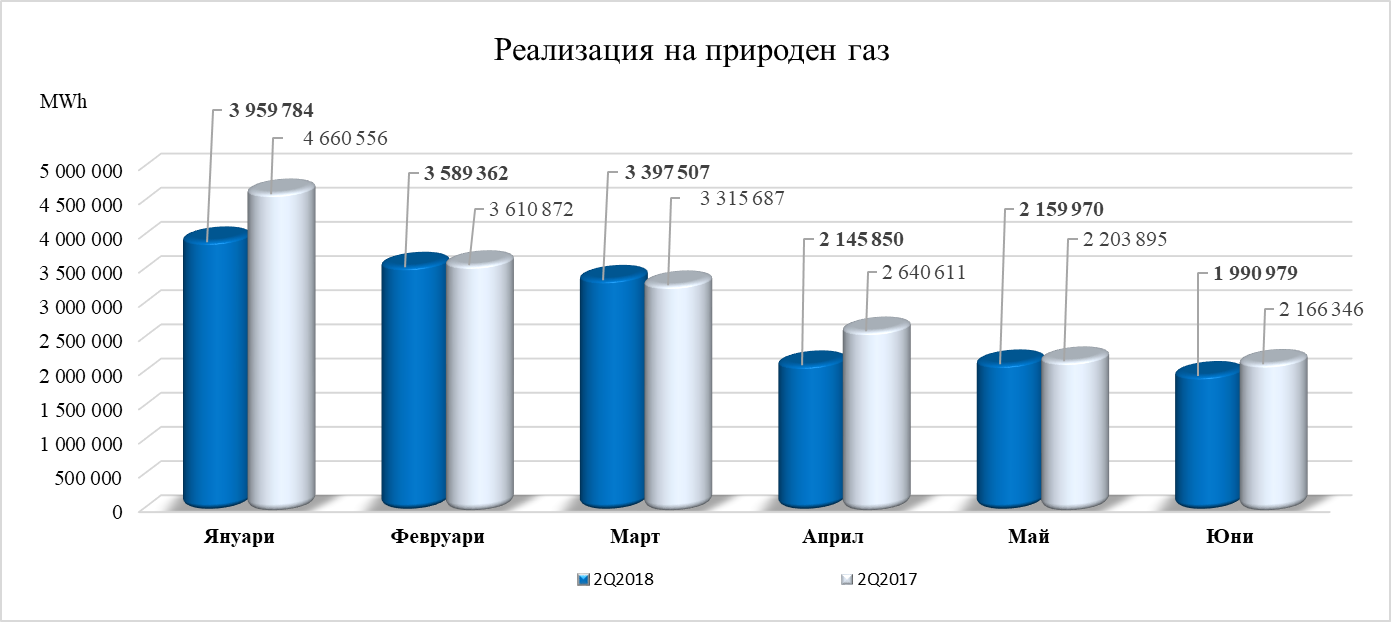 Реализация на природен газ
MWh
3 959 784
4 660 556
3 589 362
3 610 872
3 397 507
3 315 687
2 145 850
2 640 611
2 159 970
2 203 895
1 990 979
2 166 346
5 000 000
4 500 000
4 000 000
3 500 000
3 000 000
2 500 000
2 000 000
1 500 000
1 000 000
500 000
0
Януари Февруари Март Април Май Юни
2Q2018 2Q2017